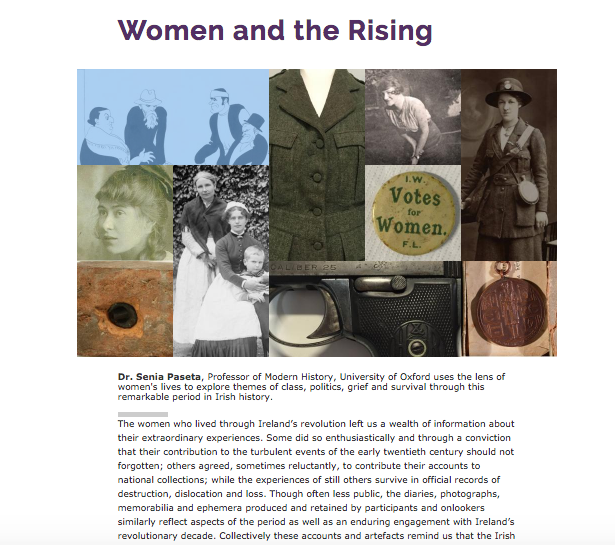 Women and the Rising
I.W.
Votes
for
Women.
F.L.
CALIBER 25
Dr. Senia Paseta, Professor of Modern History, University of Oxford uses the lens of
women's lives to explore themes of class, politics, grief and survival through this
remarkable period in Irish history.
The women who lived through Ireland's revolution left us a wealth of information about
their extraordinary experiences. Some did so enthusiastically and through a conviction
that their contribution to the turbulent events of the early twentieth century should not
forgotten; others agreed, sometimes reluctantly, to contribute their accounts to
national collections; while the experiences of still others survive in official records of
destruction, dislocation and loss. Though often less public, the diaries, photographs,
memorabilia and ephemera produced and retained by participants and onlookers
similarly reflect aspects of the period as well as an enduring engagement with Ireland's
revolutionary decade. Collectively these accounts and artefacts remind us that the Irish